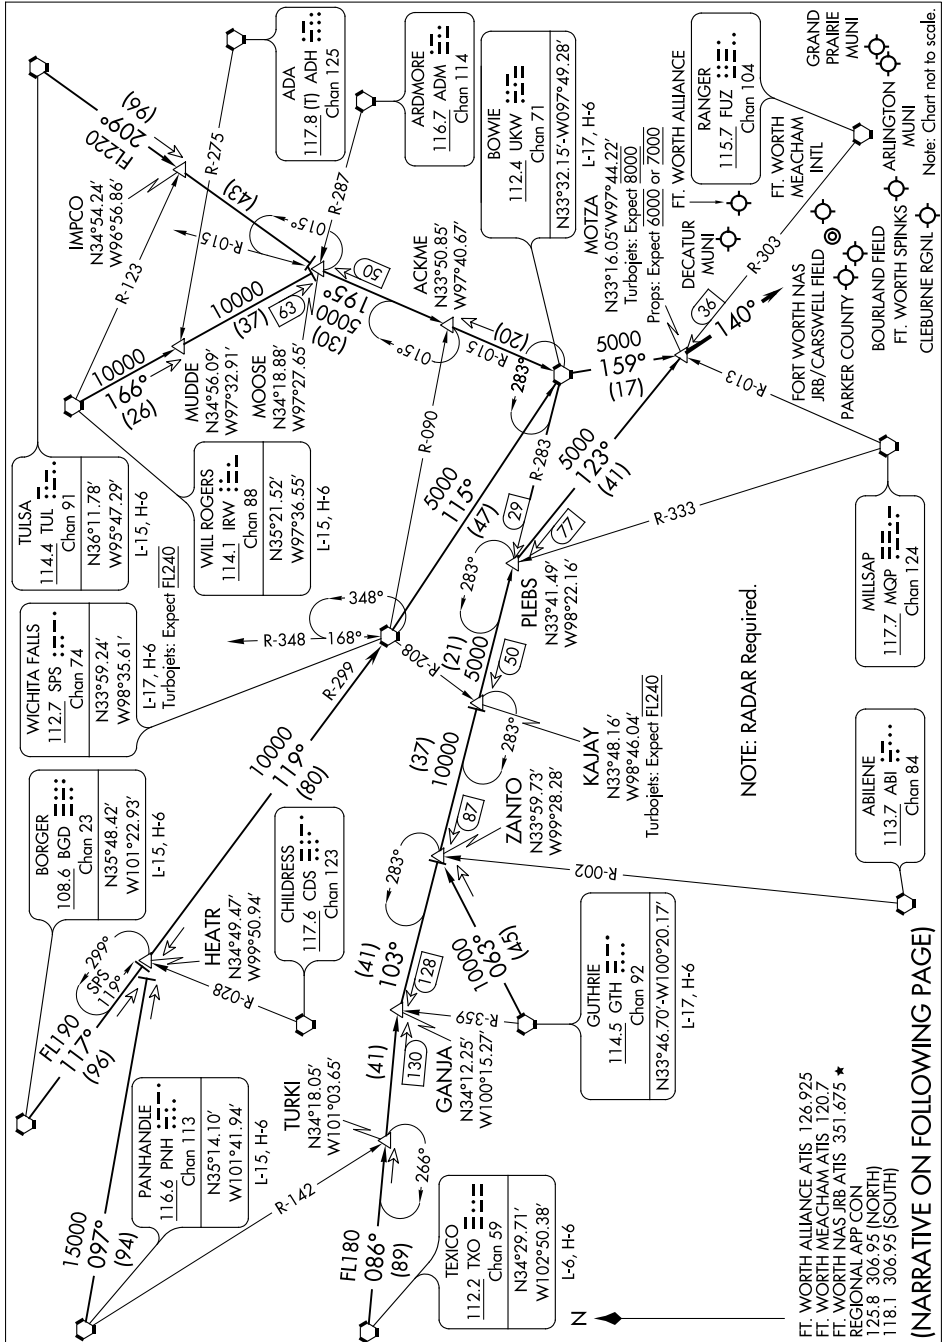 TULSA
114.4 TUL
Chan 91
N36°11.78'
W95°47.29'
L-15, H-6
FL220
209°
(96)
IMPCO
N34°54.24'
W96°56.86'
R-275
ADA
117.8 (T) ADH
Chan 125
R-123
(43)
R-015
015°
R-287
ARDMORE
116.7 ADM
Chan 114
WILL ROGERS
114.1 IRW
Chan 88
N35°21.52'
W97°36.55'
L-15, H-6
10000
166°
(26)
MUDDE
N34°56.09'
W97°32.91'
10000
(37)
63
MOOSE
N34°18.88'
W97°27.65'
50
195°
5000
(30)
015°
ACKME
N33°50.85'
W97°40.67'
R-015
(20)
R-090
BOWIE
112.4 UKW
Chan 71
N33°32.15'-W097°49.28'
L-17, H-6
WICHITA FALLS
112.7 SPS
Chan 74
N33°59.24'
W98°35.61'
L-17, H-6
Turbojets: Expect FL240
R-348
348°
168°
R-299
R-208
5000
115°
(47)
283°
R-283
5000
159°
(17)
MOTZA
N33°16.05'W97°44.22'
Turbojets: Expect 8000
Props: Expect 6000 or 7000
36
140°
R-303
RANGER
115.7 FUZ
Chan 104
R-013
BORGER
108.6 BGD
Chan 23
N35°48.42'
W101°22.93'
L-15, H-6
FL190
117°
(96)
SPS
299°
119°
HEATR
N34°49.47'
W99°50.94'
10000
119°
(80)
R-028
CHILDRESS
117.6 CDS
Chan 123
PANHANDLE
116.6 PNH
Chan 113
N35°14.10'
W101°41.94'
L-15, H-6
15000
097°
(94)
R-142
TURKI
N34°18.05'
W101°03.65'
266°
TEXICO
112.2 TXO
Chan 59
N34°29.71'
W102°50.38'
L-6, H-6
FL180
086°
(89)
(41)
130
GANJA
N34°12.25'
W100°15.27'
R-359
128
(41)
103°
283°
GUTHRIE
114.5 GTH
Chan 92
N33°46.70'-W100°20.17'
L-17, H-6
10000
063°
(45)
ZANTO
N33°59.73'
W99°28.28'
87
(37)
10000
283°
R-002
ABILENE
113.7 ABI
Chan 84
KAJAY
N33°48.16'
W98°46.04'
Turbojets: Expect FL240
50
(21)
5000
283°
PLEBS
N33°41.49'
W98°22.16'
29
77
5000
123°
(41)
R-333
MILLSAP
117.7 MQP
Chan 124
NOTE: RADAR Required.
FT. WORTH ALLIANCE
DECATUR
MUNI
FT. WORTH
MEACHAM
INTL
GRAND
PRAIRIE
MUNI
ARLINGTON
MUNI
FORT WORTH NAS
JRB/CARSWELL FIELD
PARKER COUNTY
BOURLAND FIELD
FT. WORTH SPINKS
CLEBURNE RGNL
Note: Chart not to scale.
N
FT. WORTH ALLIANCE ATIS 126.925
FT. WORTH MEACHAM ATIS 120.7
FT. WORTH NAS JRB ATIS 351.675 ★
REGIONAL APP CON
125.8 306.95 (NORTH)
118.1 306.95 (SOUTH)
(NARRATIVE ON FOLLOWING PAGE)